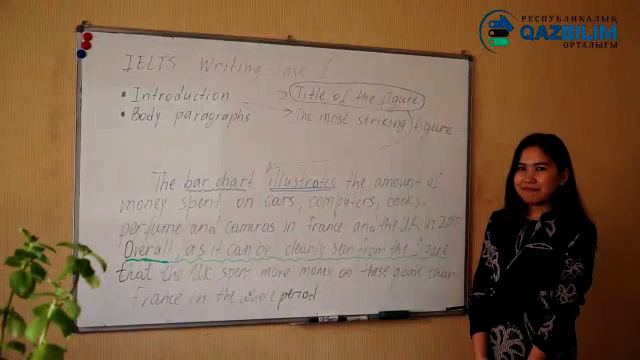 РЕСПУБЛИКАЛЫҚ
QAZBILIM
ОРТАЛЫҒЫ
IELTS Writing Task 1
• Introduction > Title of the figure
• Body paragraphs > The most striking figure
The bar chart illustrates the amount of
money spent on cars, computers, books,
perfume and cameras in France and the UK in
Overall, as it can be clearly seen from the figure
that the UK spent more money on these goods than
France in the whole period